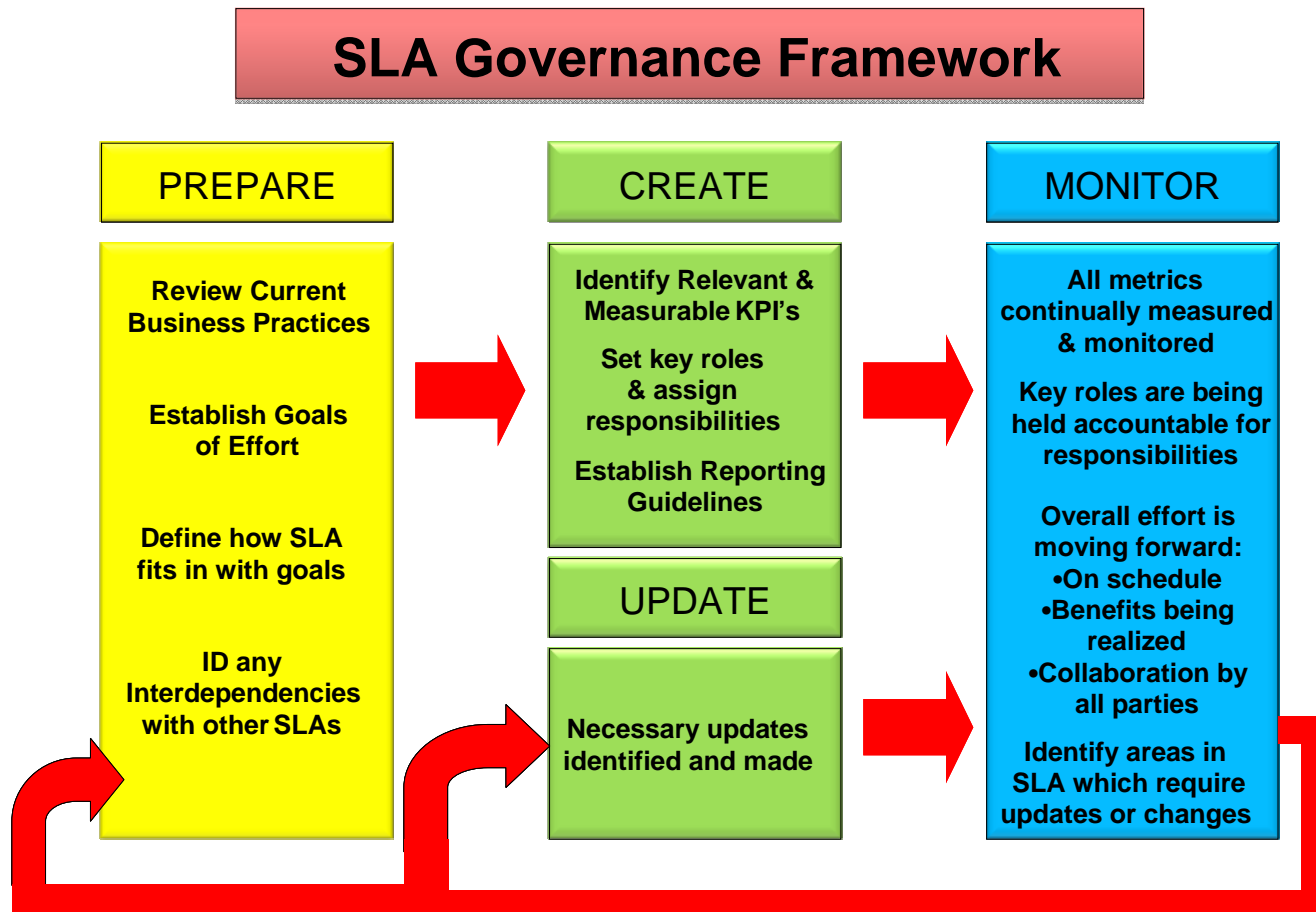 SLA Governance Framework
PREPARE
Review Current
Business Practices
Establish Goals
of Effort
Define how SLA
fits in with goals
ID any
Interdependencies
with other SLAs
CREATE
Identify Relevant &
Measurable KPI's
Set key roles
& assign
responsibilities
Establish Reporting
Guidelines
UPDATE
Necessary updates
identified and made
MONITOR
All metrics
continually measured
& monitored
Key roles are being
held accountable for
responsibilities
Overall effort is
moving forward:
•On schedule
•Benefits being
realized
•Collaboration by
all parties
Identify areas in
SLA which require
updates or changes